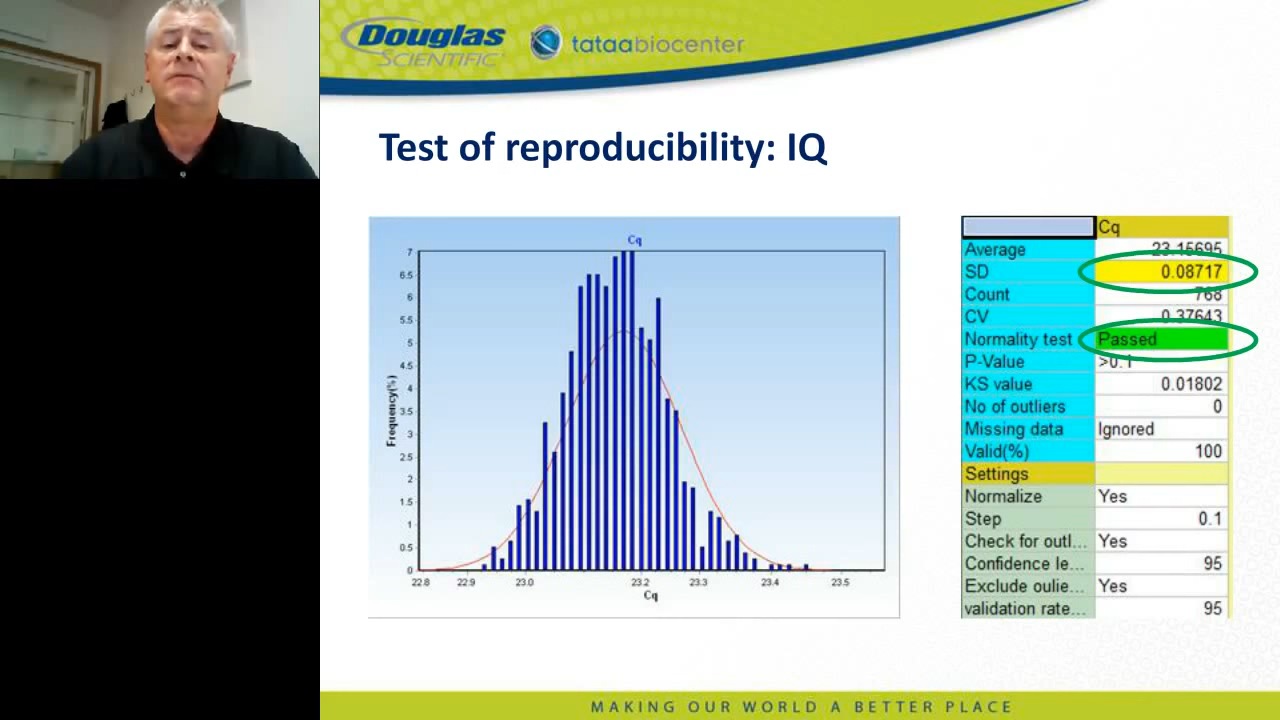 Douglas
SCIENTIFIC
tataabiocenter
Test of reproducibility: IQ
Cq
7
6.5
6
5.5
5
4.5
4
3.5
3
2.5
2
1.5
1
0.5
0
Frequency(%)
22.8 22.9 23.0 23.2 23.3 23.4 23.5
Cq
Cq
Average 23.15695
SD 0.08717
Count 768
CV 0.37643
Normality test Passed
P-Value >0.1
KS value 0.01802
No of outliers 0
Missing data Ignored
Valid(%) 100
Settings
Normalize Yes
Step 0.1
Check for outl... Yes
Confidence le... 95
Exclude oulie... Yes
validation rate... 95
MAKING OUR WORLD A BETTER PLACE